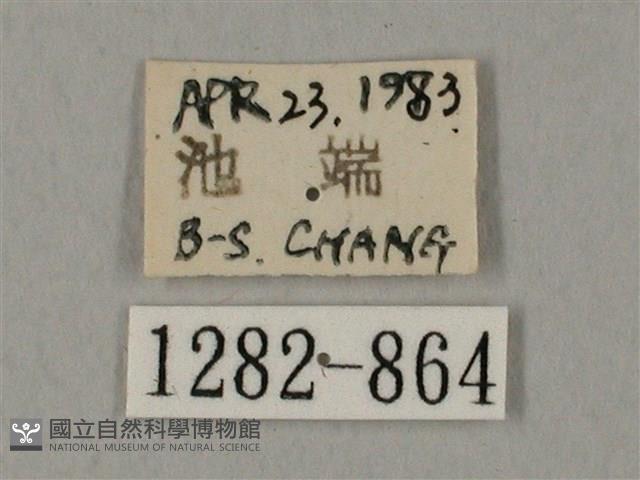 APR 23. 1983.
池 端
B-S. CHANG
1282-864
國立自然科學博物館
NATIONAL MUSEUM OF NATURAL SCIENCE